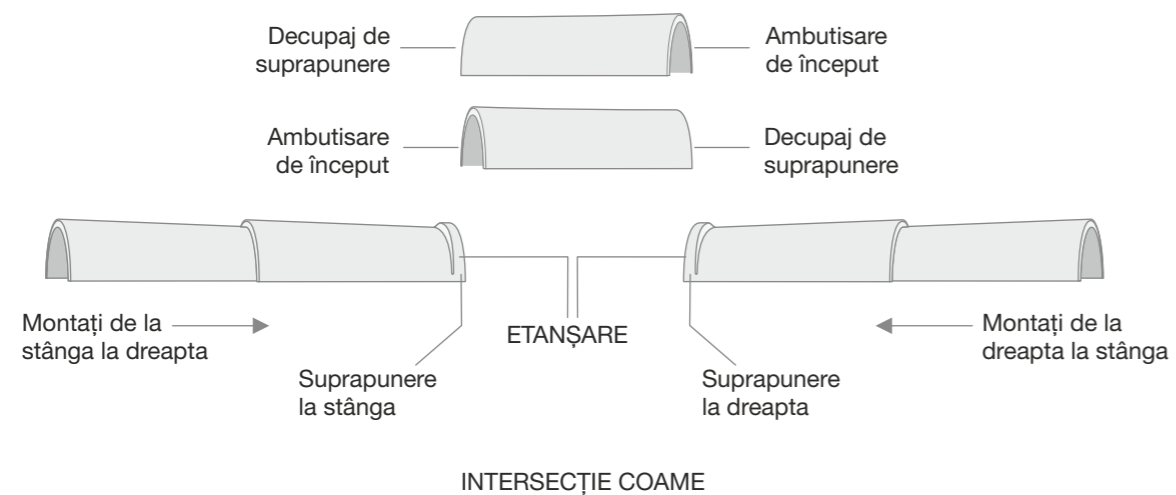 Decupaj de
suprapunere
Ambutisare
de început
Ambutisare
de început
Decupaj de
suprapunere
Montați de la
stânga la dreapta
ETANȘARE
Montați de la
dreapta la stânga
Suprapunere
la stânga
Suprapunere
la dreapta
INTERSECȚIE COAME